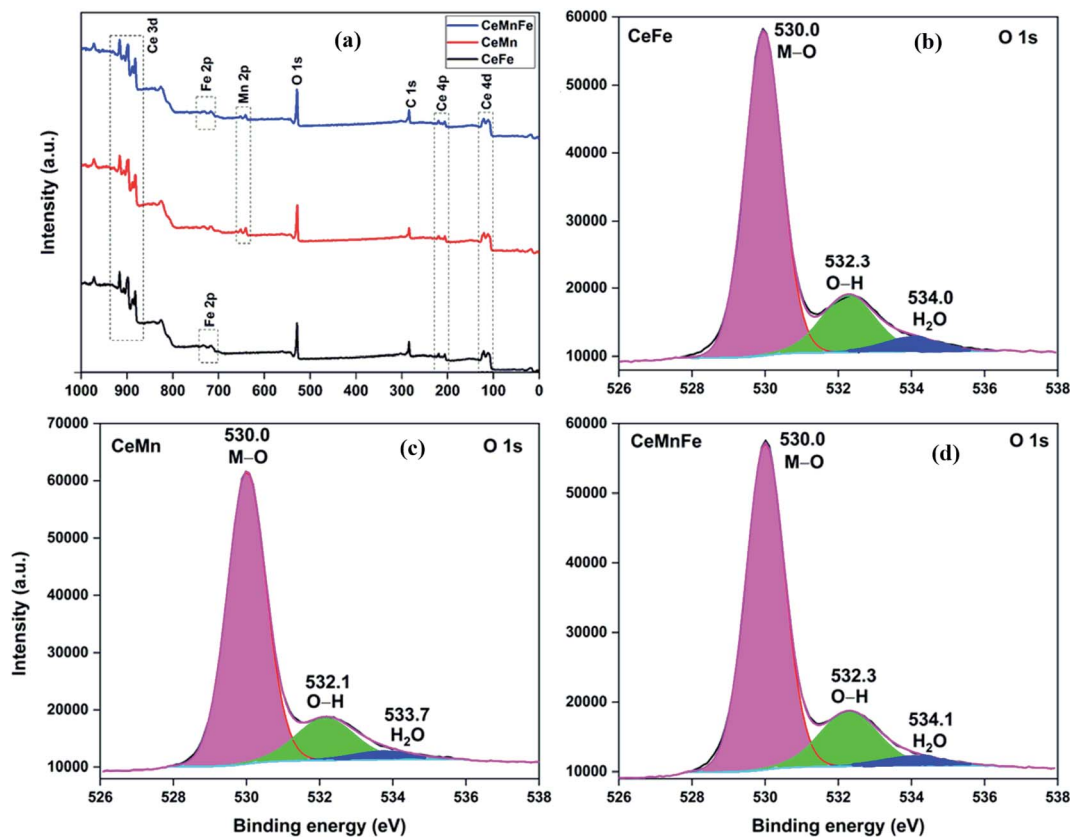 (a)
CeMnFe
CeMn
CeFe
Ce 3d
Fe 2p
Mn 2p
O 1s
C 1s
Ce 4p
Ce 4d
Fe 2p
Intensity (a.u.)
1000 900 800 700 600 500 400 300 200 100 0
CeFe
530.0
M–O
(b)
O 1s
532.3
O–H
534.0
H₂O
60000
50000
40000
30000
20000
10000
526 528 530 532 534 536 538
CeMn
530.0
M–O
(c)
O 1s
532.1
O–H
533.7
H₂O
70000
60000
50000
40000
30000
20000
10000
526 528 530 532 534 536 538
Intensity (a.u.)
Binding energy (eV)
CeMnFe
530.0
M–O
(d)
O 1s
532.3
O–H
534.1
H₂O
60000
50000
40000
30000
20000
10000
526 528 530 532 534 536 538
Binding energy (eV)